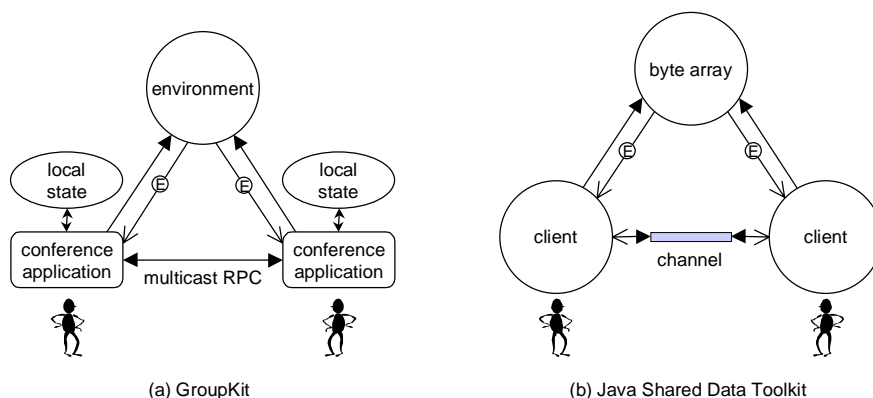 environment
local
state
local
state
E
E
conference
application
conference
application
multicast RPC
(a) GroupKit
byte array
E
E
client
client
channel
(b) Java Shared Data Toolkit